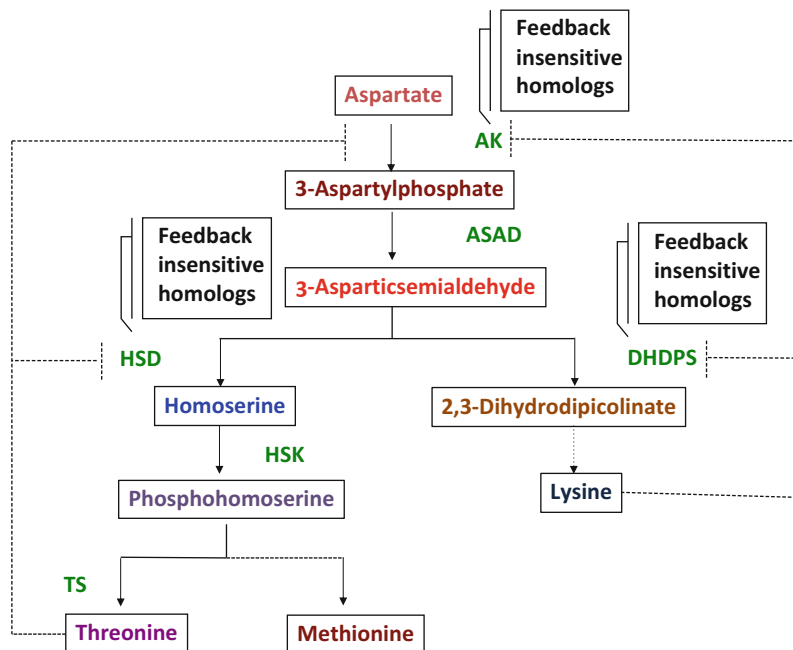 Feedback
insensitive
homologs
Aspartate
AK
3-Aspartylphosphate
ASAD
Feedback
insensitive
homologs
Feedback
insensitive
homologs
3-Asparticsemialdehyde
HSD
DHDPS
Homoserine
2,3-Dihydrodipicolinate
HSK
Phosphohomoserine
Lysine
TS
Threonine
Methionine